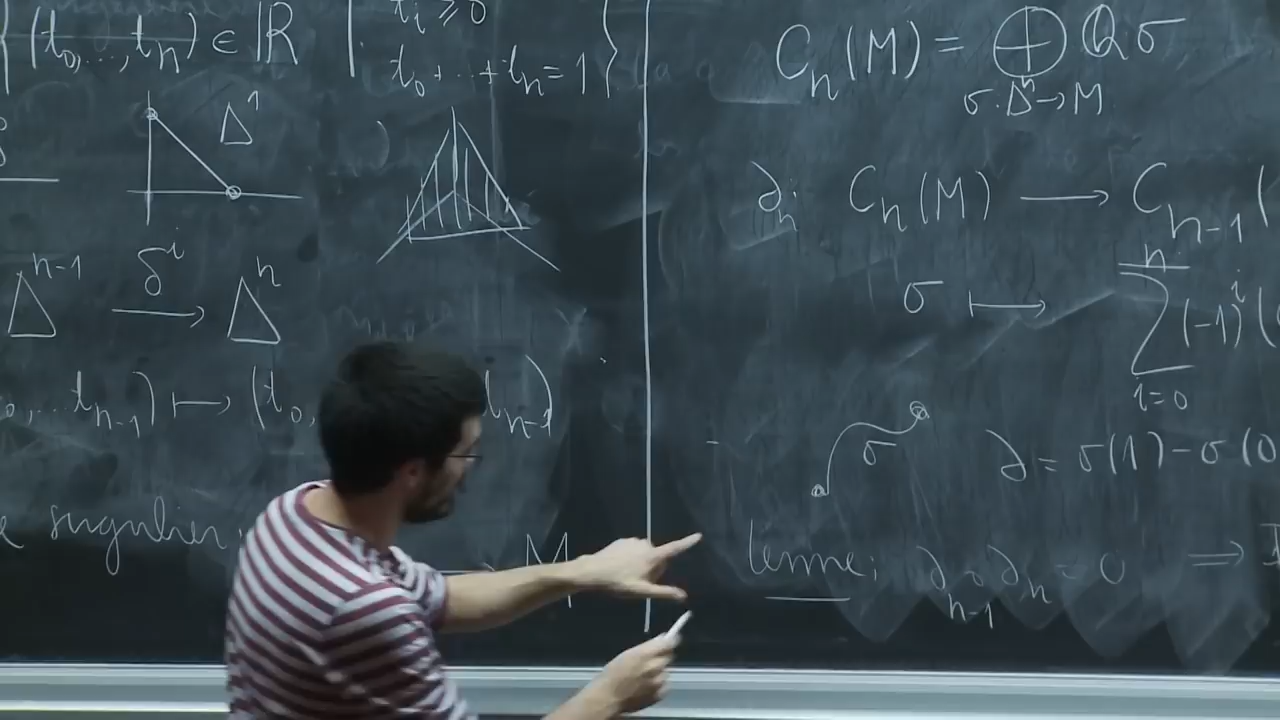 { (t₀,...,tₙ) ∈ ℝ | tᵢ ⩾ 0
t₀ + ... + tₙ = 1 }
Δ¹
Δⁿ⁻¹ δⁱ → Δⁿ
...tₙ₋₁) ↦ (t₀, tₙ₋₁)
singulier → M
Cₙ(M) = ⊕ ℚσ
σ: Δⁿ → M
∂ₙ: Cₙ(M) → Cₙ₋₁(
σ ↦ Σ (-1)ⁱ (
n
i=0
σ
∂ = σ(1) - σ(0
lemme: ∂ₙ₋₁ ∘ ∂ₙ = 0 ⟹